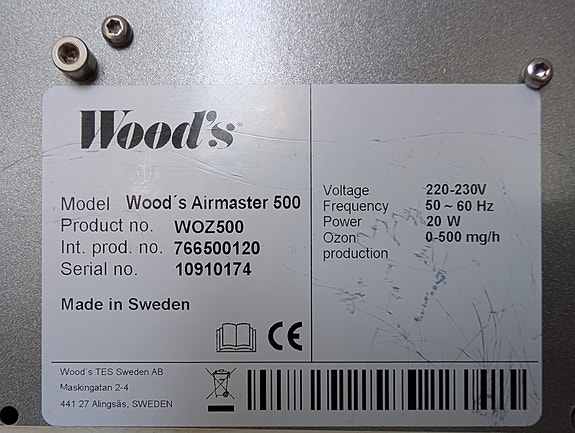 Wood's®
Model Wood´s Airmaster 500
Product no. WOZ500
Int. prod. no. 766500120
Serial no. 10910174
Made in Sweden
Voltage 220-230V
Frequency 50 ~ 60 Hz
Power 20 W
Ozon 0-500 mg/h
production
CE
Wood´s TES Sweden AB
Maskingatan 2-4
441 27 Alingsås, SWEDEN